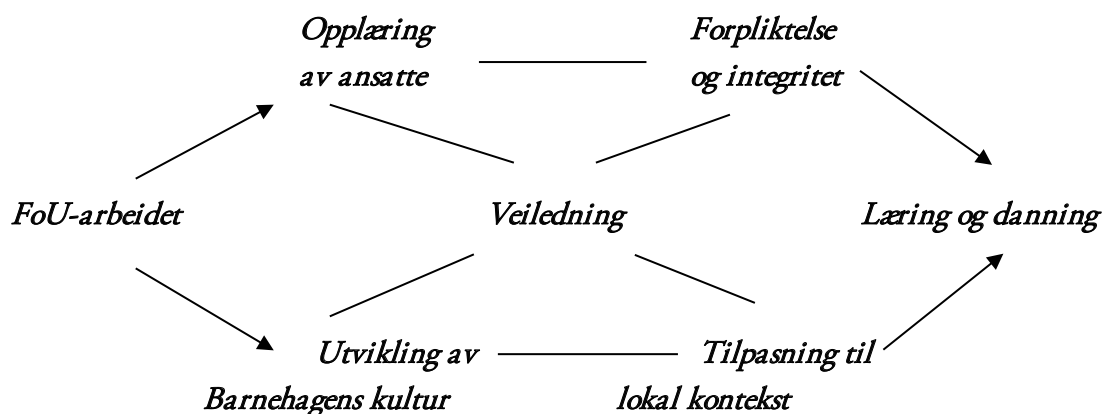 Opplæring
av ansatte
Forpliktelse
og integritet
FoU-arbeidet
Veiledning
Læring og danning
Utvikling av
Barnehagens kultur
Tilpasning til
lokal kontekst